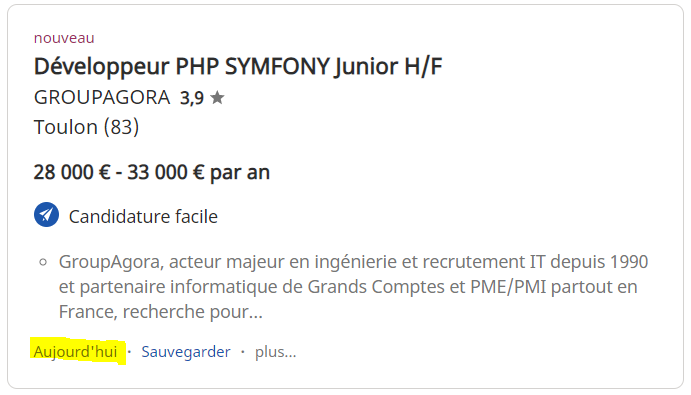 nouveau
Développeur PHP SYMFONY Junior H/F
GROUPAGORA 3,9 ★
Toulon (83)
28 000 € - 33 000 € par an
Candidature facile
GroupAgora, acteur majeur en ingénierie et recrutement IT depuis 1990
et partenaire informatique de Grands Comptes et PME/PMI partout en
France, recherche pour...
Aujourd'hui · Sauvegarder · plus...